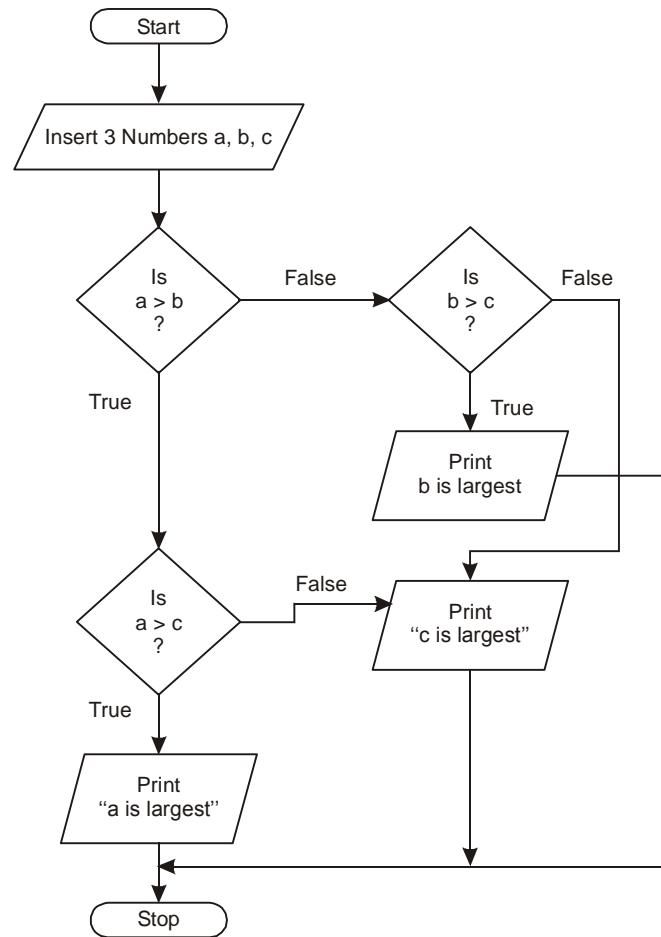 Start
Insert 3 Numbers a, b, c
Is
a > b
?
False
Is
b > c
?
False
True
True
Print
b is largest
Is
a > c
?
False
Print
“c is largest”
True
Print
“a is largest”
Stop